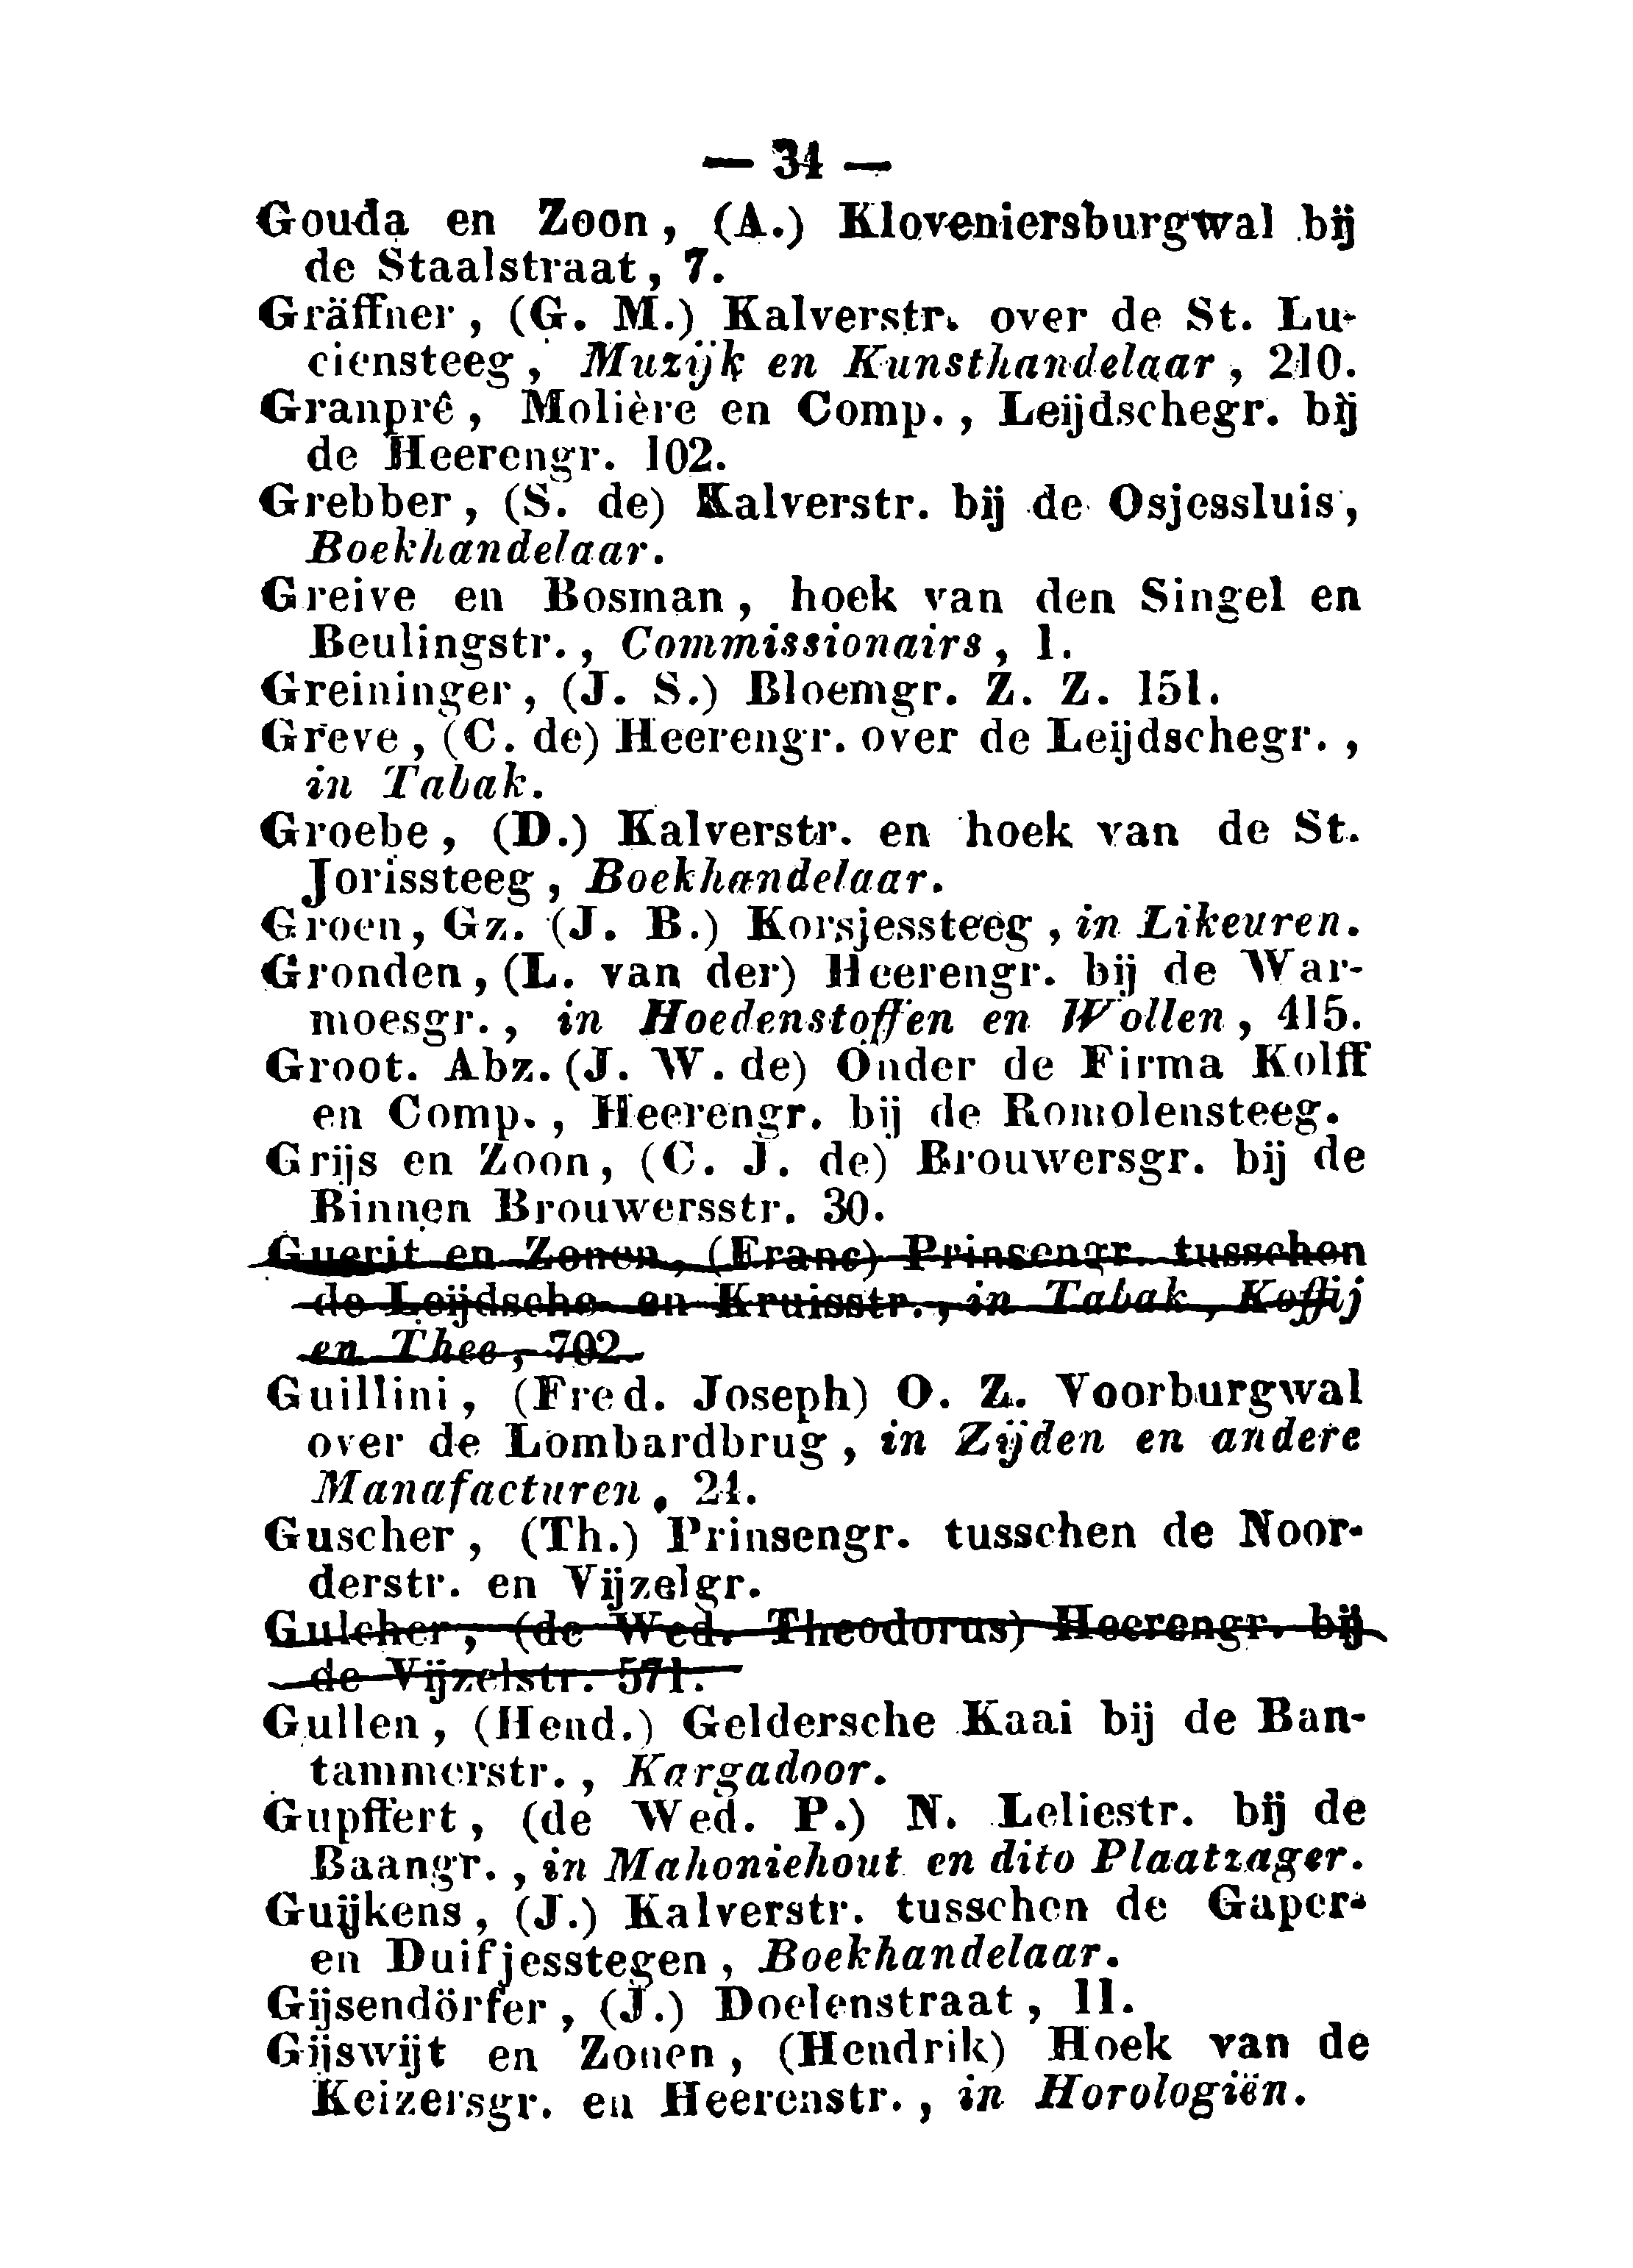 — 34 —
Gouda en Zoon, (A.) Kloveniersburgwal bij
de Staalstraat, 7.
Gräffner, (G. M.) Kalverstr. over de St. Lu-
ciensteeg, Muzijk en Kunsthandelaar, 210.
Granprê, Molière en Comp., Leijdschegr. bij
de Heerengr. 102.
Grebber, (S. de) Kalverstr. bij de Osjessluis,
Boekhandelaar.
Greive en Bosman, hoek van den Singel en
Beulingstr., Commissionairs, 1.
Greininger, (J. S.) Bloemgr. Z. Z. 151.
Greve, (C. de) Heerengr. over de Leijdschegr.,
in Tabak.
Groebe, (D.) Kalverstr. en hoek van de St.
Jorissteeg, Boekhandelaar.
Groen, Gz. (J. B.) Korsjessteeg, in Likeuren.
Gronden, (L. van der) Heerengr. bij de War-
moesgr., in Hoedenstoffen en Wollen, 415.
Groot. Abz. (J. W. de) Onder de Firma Kolff
en Comp., Heerengr. bij de Romolensteeg.
Grijs en Zoon, (C. J. de) Brouwersgr. bij de
Binnen Brouwersstr. 30.
Guerit en Zonen, (Franc) Prinsengr. tusschen
de Leijdsche- en Kruisstr., in Tabak, Koffij
en Thee, 702.
Guillini, (Fred. Joseph) O. Z. Voorburgwal
over de Lombardbrug, in Zijden en andere
Manafacturen, 24.
Guscher, (Th.) Prinsengr. tusschen de Noor-
derstr. en Vijzelgr.
Gulcher, (de Wed. Theodorus) Heerengr. bij
de Vijzelstr. 571.
Gullen, (Hend.) Geldersche Kaai bij de Ban-
tammerstr., Kargadoor.
Gupffert, (de Wed. P.) N. Leliestr. bij de
Baangr., in Mahoniehout en dito Plaatzager.
Guijkens, (J.) Kalverstr. tusschen de Gaper-
en Duifjesstegen, Boekhandelaar.
Gijsendörfer, (J.) Doelenstraat, 11.
Gijswijt en Zonen, (Hendrik) Hoek van de
Keizersgr. en Heerenstr., in Horologiën.